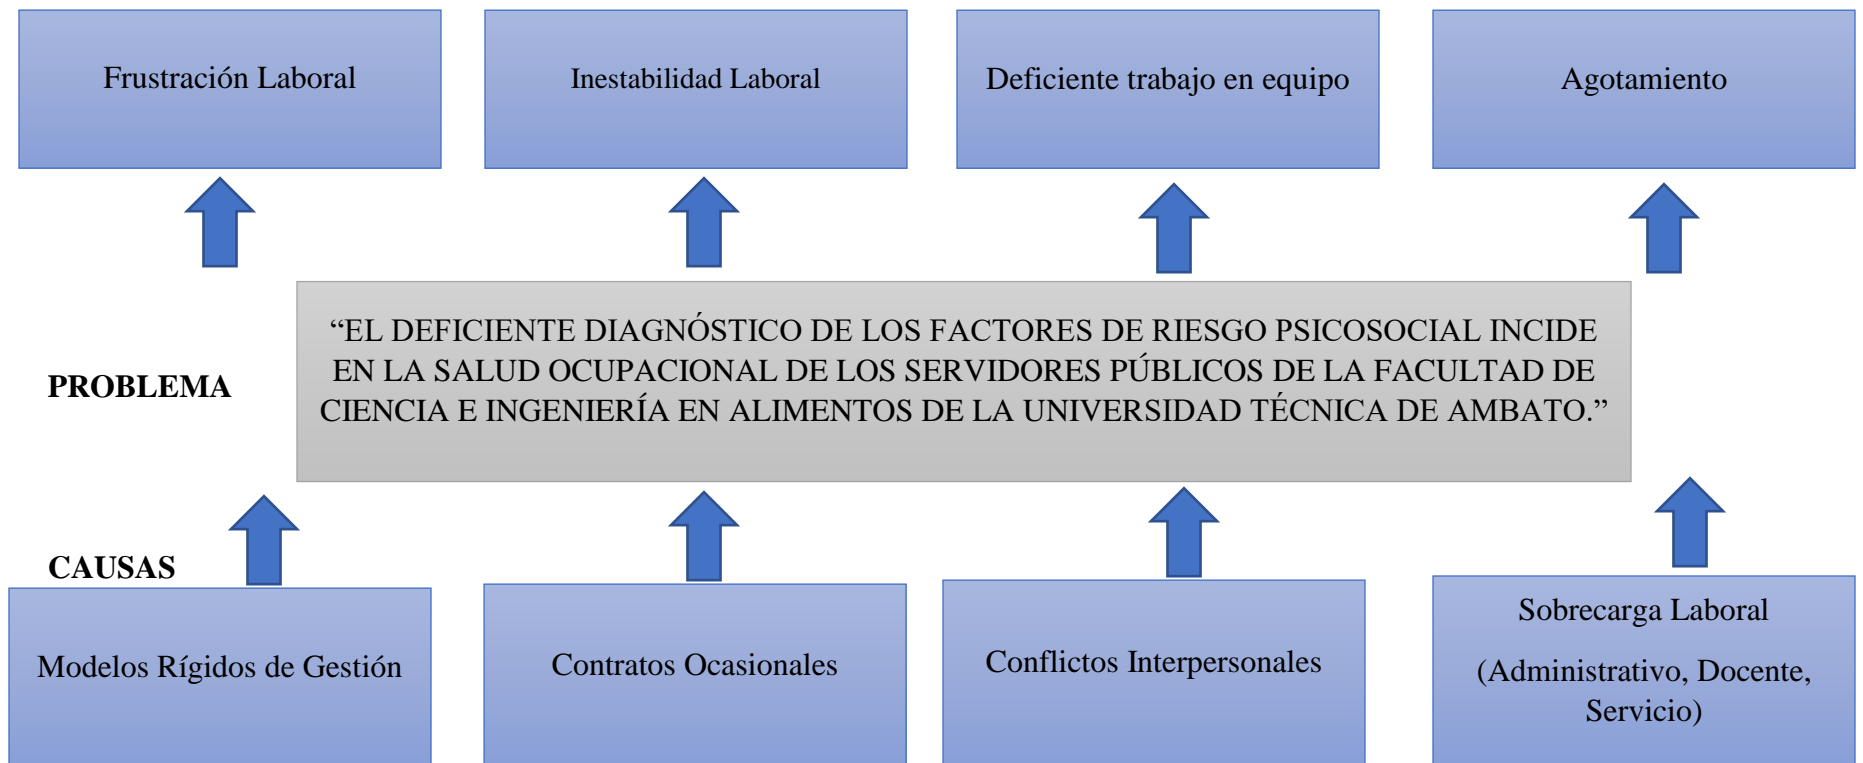 Frustración Laboral
Inestabilidad Laboral
Deficiente trabajo en equipo
Agotamiento
PROBLEMA
“EL DEFICIENTE DIAGNÓSTICO DE LOS FACTORES DE RIESGO PSICOSOCIAL INCIDE
EN LA SALUD OCUPACIONAL DE LOS SERVIDORES PÚBLICOS DE LA FACULTAD DE
CIENCIA E INGENIERÍA EN ALIMENTOS DE LA UNIVERSIDAD TÉCNICA DE AMBATO.”
CAUSAS
Modelos Rígidos de Gestión
Contratos Ocasionales
Conflictos Interpersonales
Sobrecarga Laboral
(Administrativo, Docente,
Servicio)